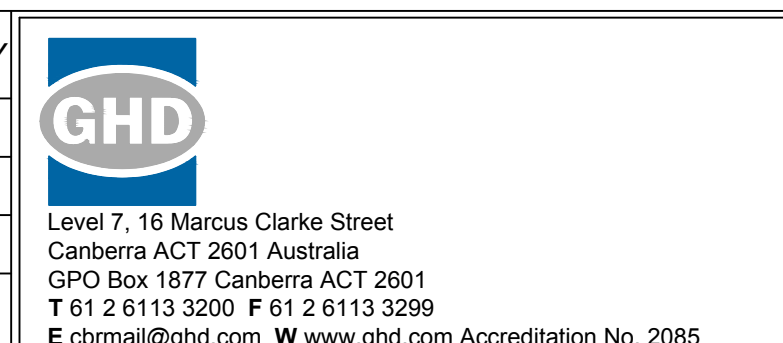 GHD
Level 7, 16 Marcus Clarke Street
Canberra ACT 2601 Australia
GPO Box 1877 Canberra ACT 2601
T 61 2 6113 3200 F 61 2 6113 3299
E cbrmail@ghd.com W www.ghd.com Accreditation No. 2085